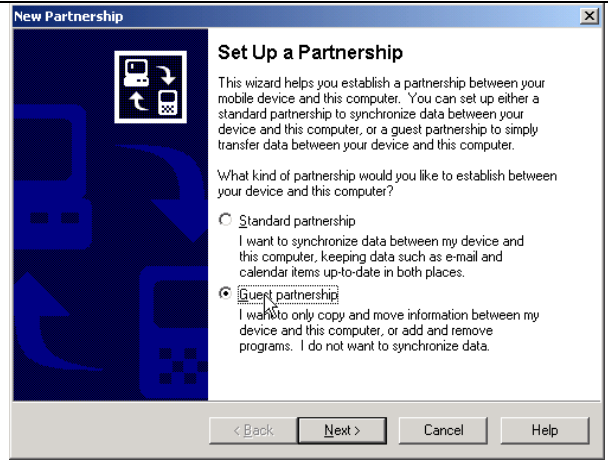 New Partnership
Set Up a Partnership
This wizard helps you establish a partnership between your
mobile device and this computer. You can set up either a
standard partnership to synchronize data between your
device and this computer, or a guest partnership to simply
transfer data between your device and this computer.
What kind of partnership would you like to establish between
your device and this computer?
Standard partnership
I want to synchronize data between my device and
this computer, keeping data such as e-mail and
calendar items up-to-date in both places.
Guest partnership
I want to only copy and move information between my
device and this computer, or add and remove
programs. I do not want to synchronize data.
< Back Next > Cancel Help